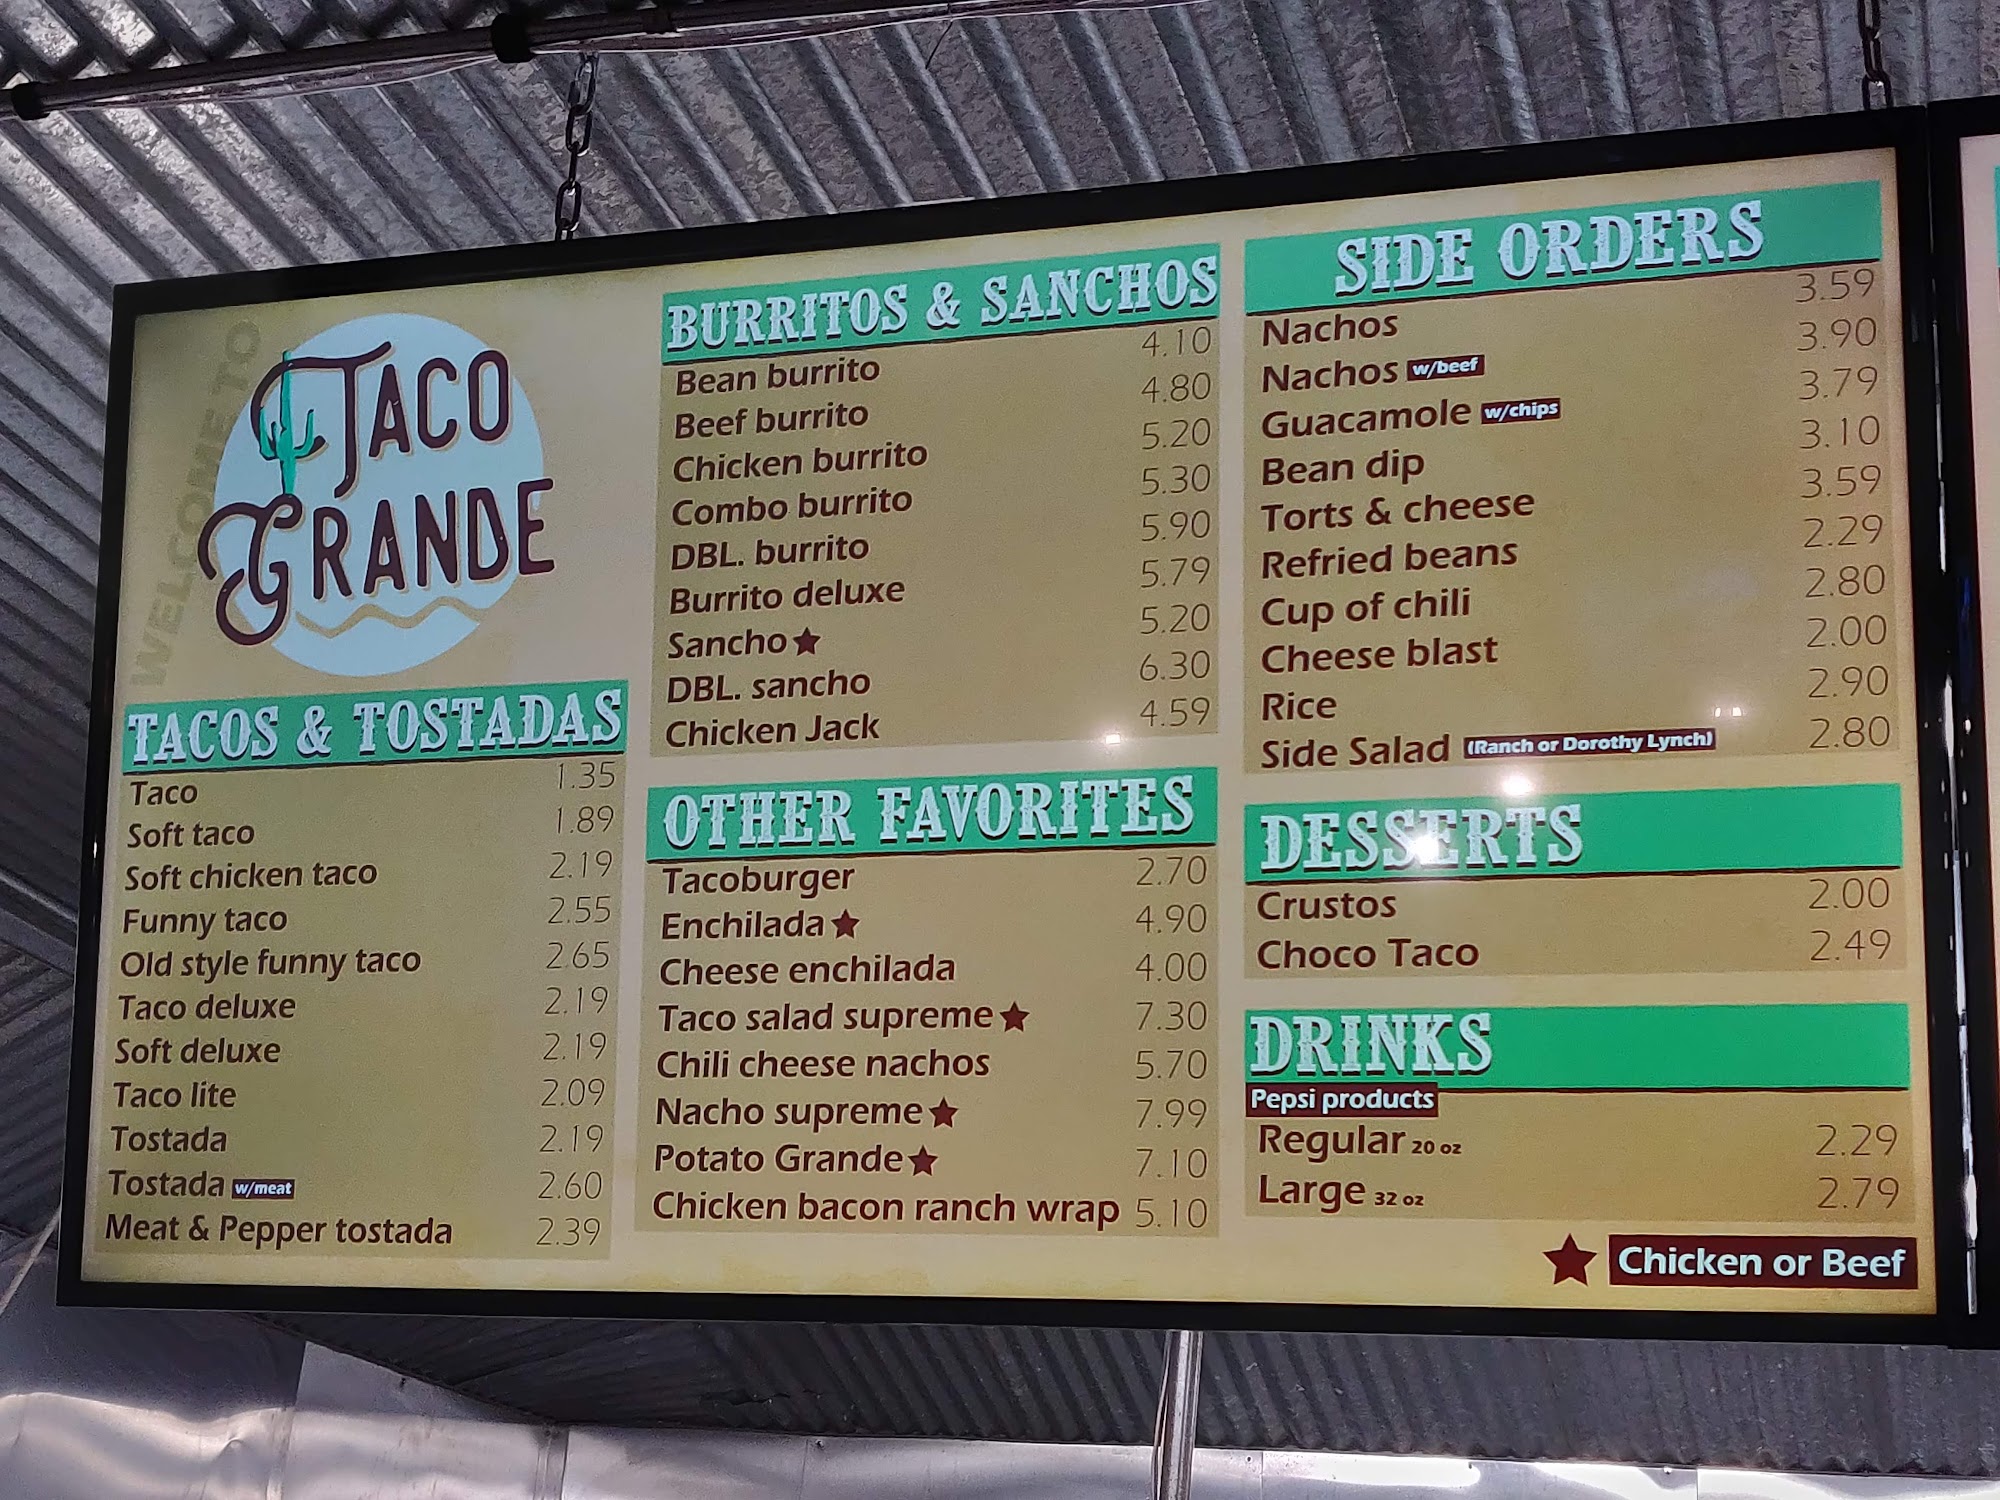 WELCOME TO
TACO
GRANDE
TACOS & TOSTADAS
Taco 1.35
Soft taco 1.89
Soft chicken taco 2.19
Funny taco 2.55
Old style funny taco 2.65
Taco deluxe 2.19
Soft deluxe 2.19
Taco lite 2.09
Tostada 2.19
Tostada w/meat 2.60
Meat & Pepper tostada 2.39
BURRITOS & SANCHOS
Bean burrito 4.10
Beef burrito 4.80
Chicken burrito 5.20
Combo burrito 5.30
DBL. burrito 5.90
Burrito deluxe 5.79
Sancho★ 5.20
DBL. sancho 6.30
Chicken Jack 4.59
OTHER FAVORITES
Tacoburger 2.70
Enchilada★ 4.90
Cheese enchilada 4.00
Taco salad supreme★ 7.30
Chili cheese nachos 5.70
Nacho supreme★ 7.99
Potato Grande★ 7.10
Chicken bacon ranch wrap 5.10
SIDE ORDERS
Nachos 3.59
Nachos w/beef 3.90
Guacamole w/chips 3.79
Bean dip 3.10
Torts & cheese 3.59
Refried beans 2.29
Cup of chili 2.80
Cheese blast 2.00
Rice 2.90
Side Salad (Ranch or Dorothy Lynch) 2.80
DESSERTS
Crustos 2.00
Choco Taco 2.49
DRINKS
Pepsi products
Regular 20 oz 2.29
Large 32 oz 2.79
★ Chicken or Beef